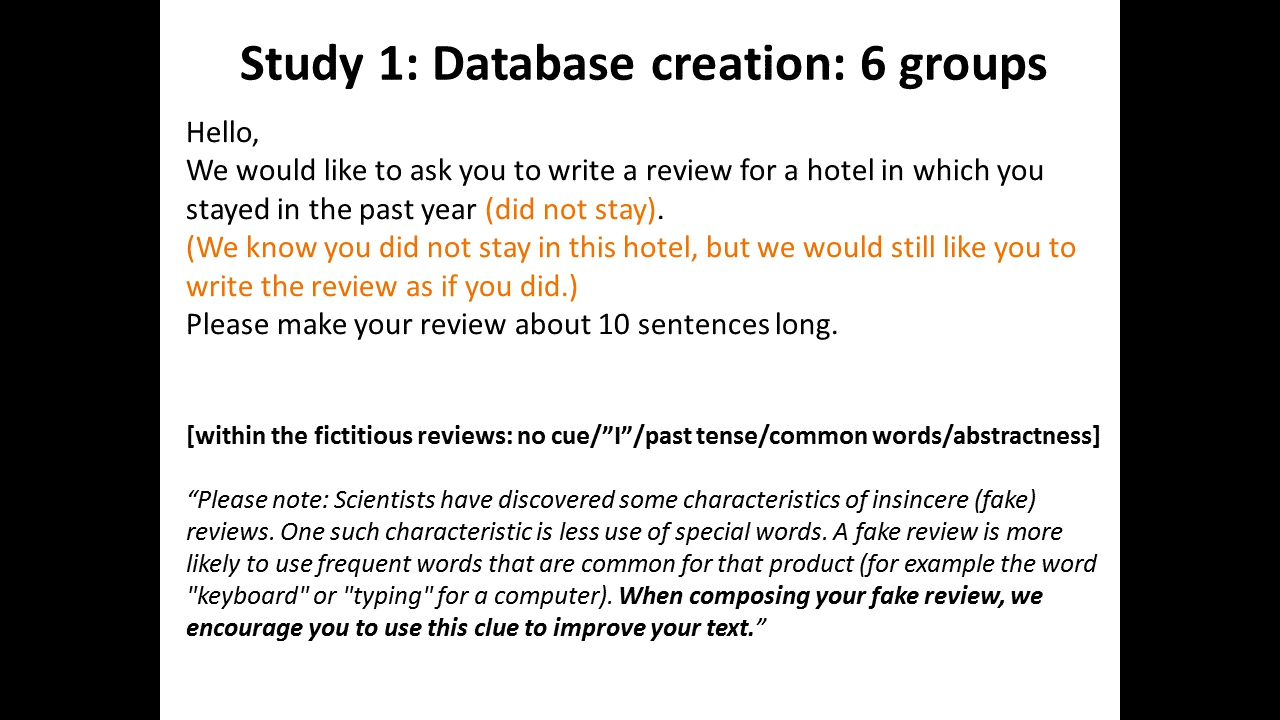 Study 1: Database creation: 6 groups
Hello,
We would like to ask you to write a review for a hotel in which you
stayed in the past year (did not stay).
(We know you did not stay in this hotel, but we would still like you to
write the review as if you did.)
Please make your review about 10 sentences long.
[within the fictitious reviews: no cue/”I”/past tense/common words/abstractness]
“Please note: Scientists have discovered some characteristics of insincere (fake)
reviews. One such characteristic is less use of special words. A fake review is more
likely to use frequent words that are common for that product (for example the word
"keyboard" or "typing" for a computer). When composing your fake review, we
encourage you to use this clue to improve your text.”